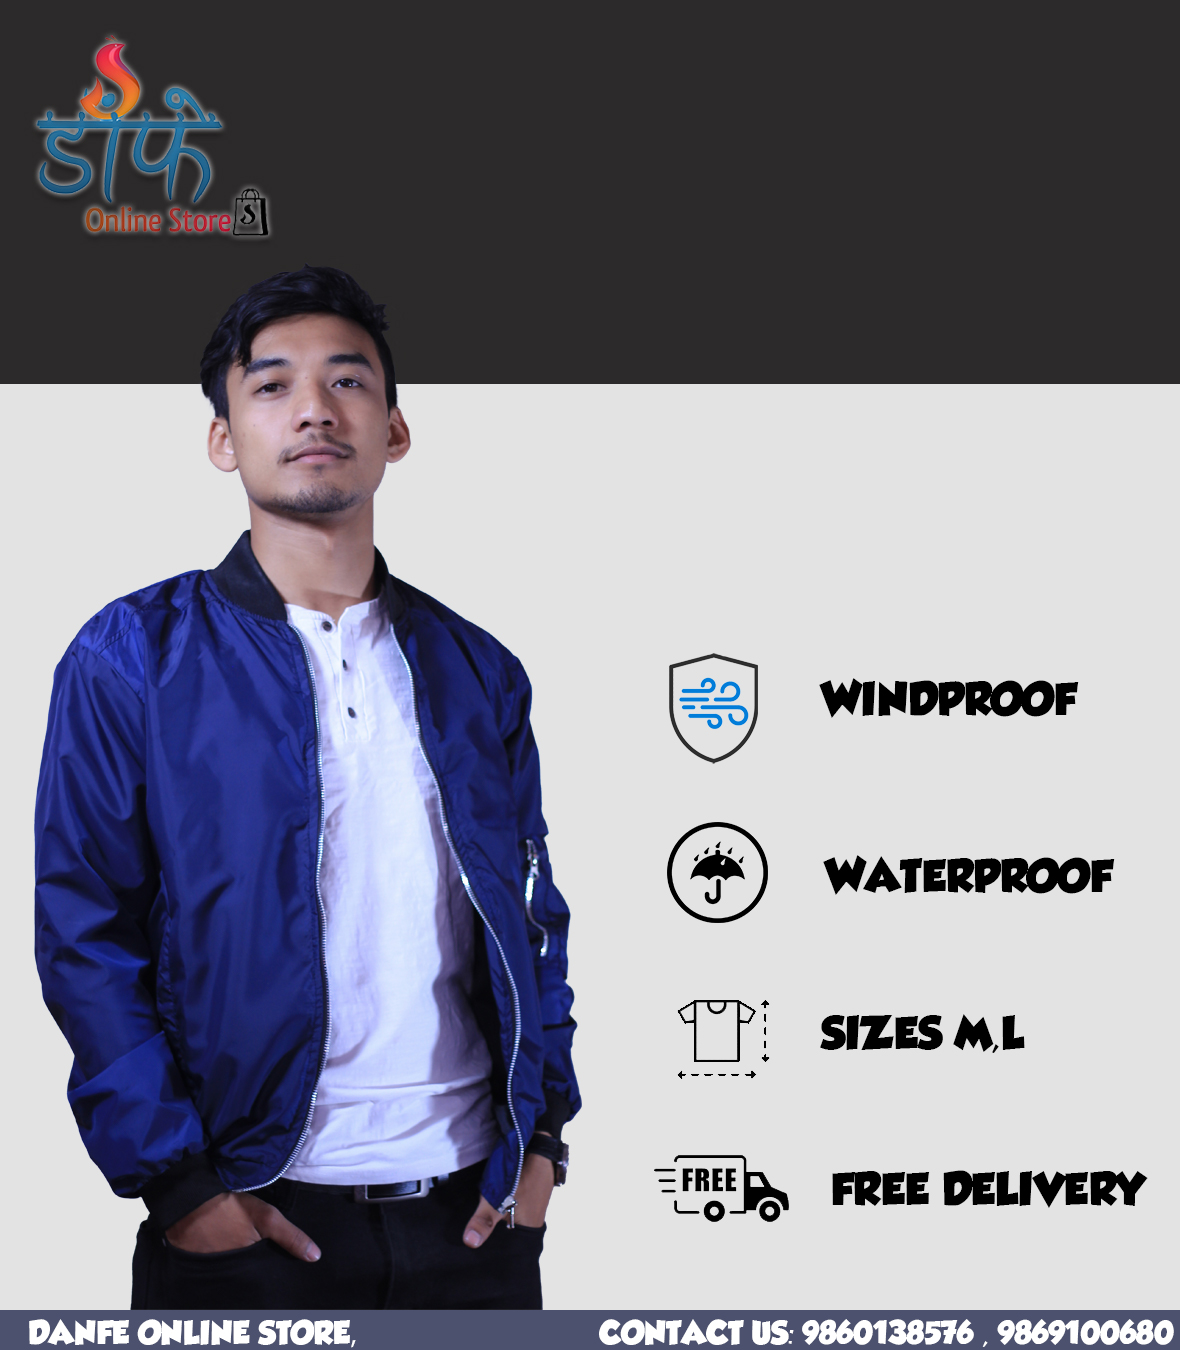 डाँफे
Online Store
WINDPROOF
WATERPROOF
SIZES M,L
FREE
FREE DELIVERY
DANFE ONLINE STORE,
CONTACT US: 9860138576 , 9869100680